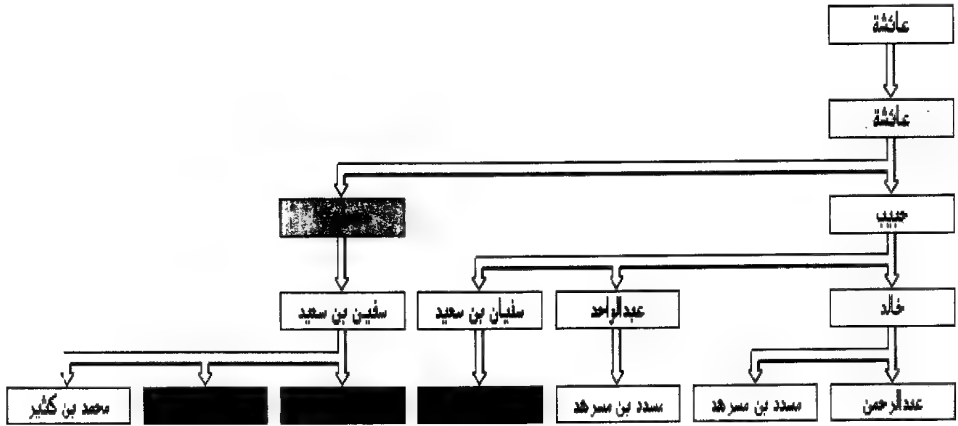 عائشة
عائشة
حبيب
خالد
عبدالواحد
سفيان بن سعيد
سفين بن سعيد
عبدالرحمن
مسدد بن مسرهد
مسدد بن مسرهد
محمد بن كثير